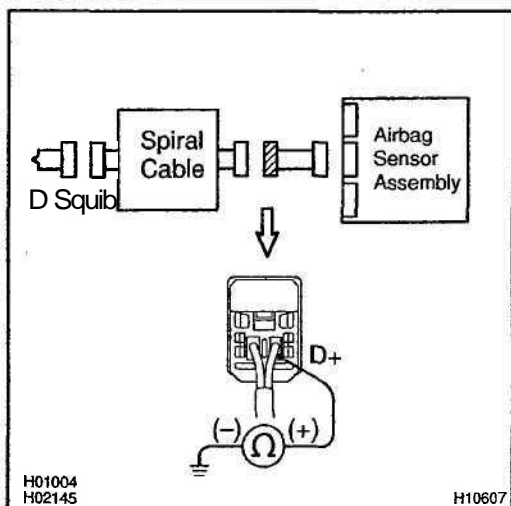 Spiral
Cable
Airbag
Sensor
Assembly
D Squib
D+
(-)
Ω
(+)
H01004
H02145
H10607